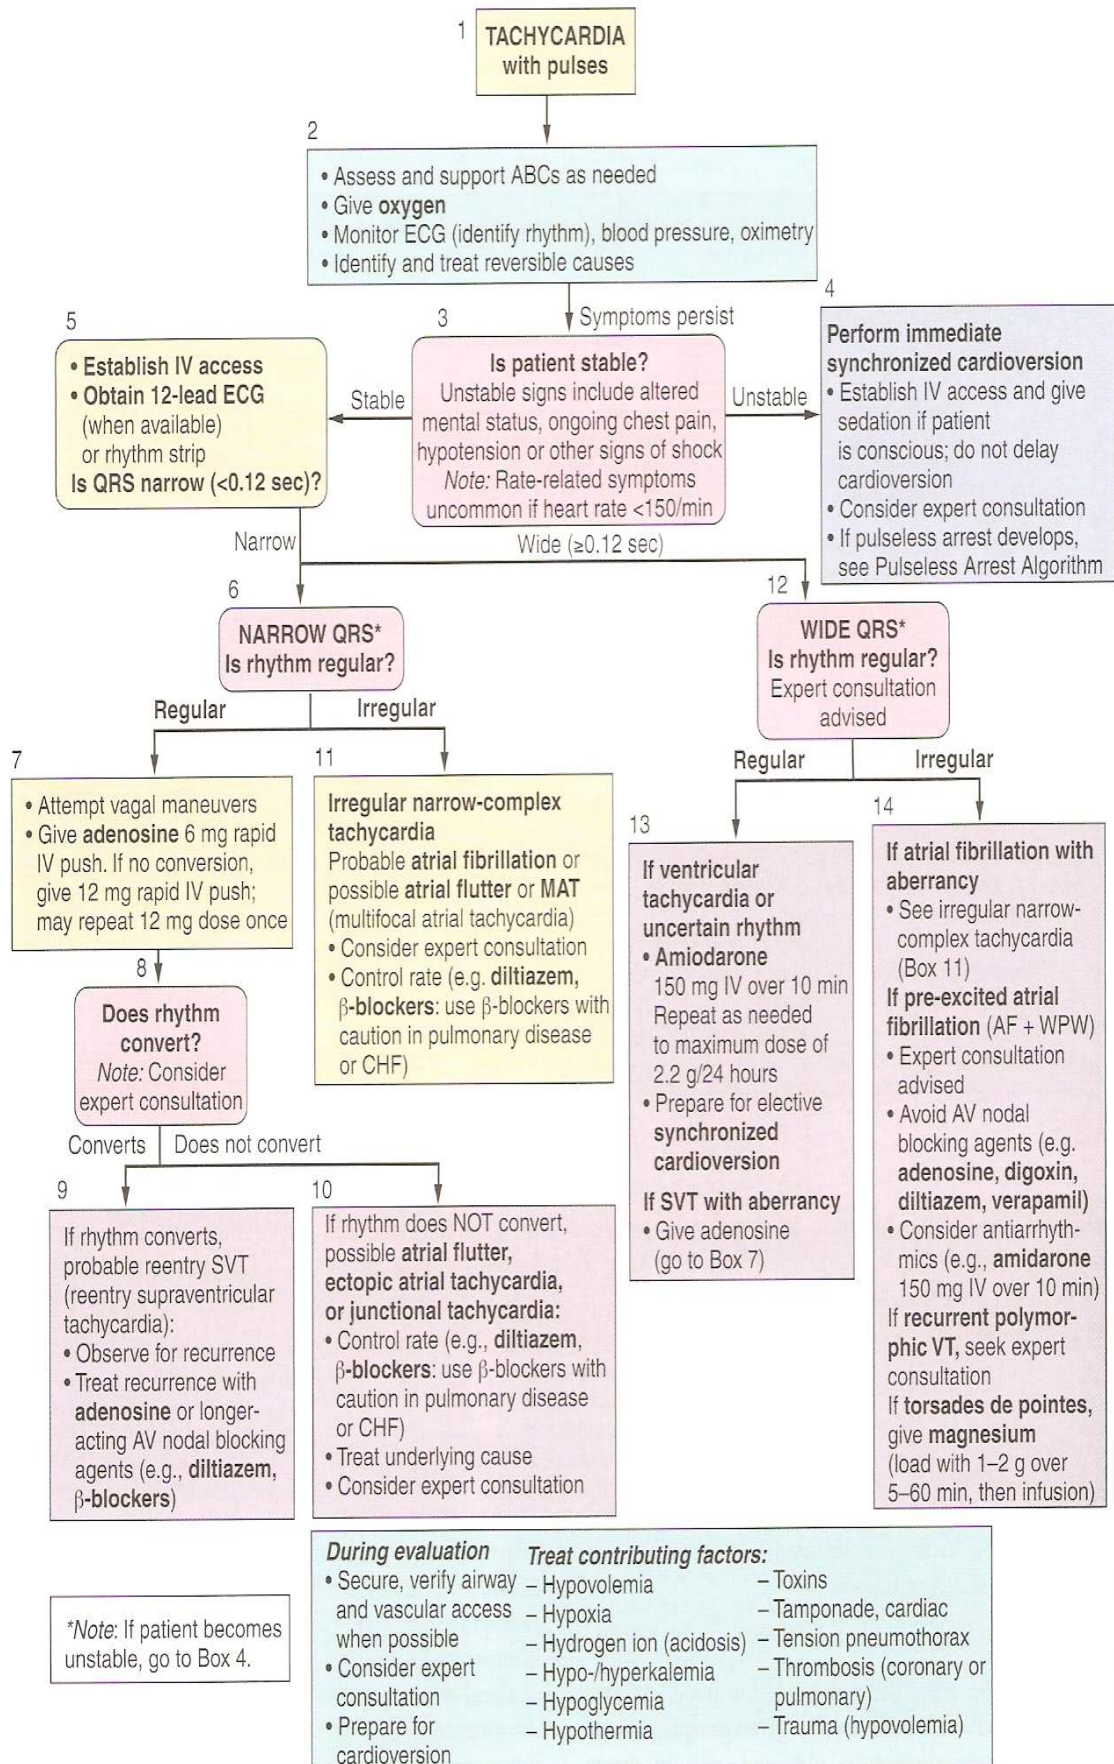 1
TACHYCARDIA
with pulses
2
• Assess and support ABCs as needed
• Give oxygen
• Monitor ECG (identify rhythm), blood pressure, oximetry
• Identify and treat reversible causes
Symptoms persist
3
Is patient stable?
Unstable signs include altered
mental status, ongoing chest pain,
hypotension or other signs of shock
Note: Rate-related symptoms
uncommon if heart rate <150/min
Stable
Unstable
4
Perform immediate
synchronized cardioversion
• Establish IV access and give
sedation if patient
is conscious; do not delay
cardioversion
• Consider expert consultation
• If pulseless arrest develops,
see Pulseless Arrest Algorithm
5
• Establish IV access
• Obtain 12-lead ECG
(when available)
or rhythm strip
Is QRS narrow (<0.12 sec)?
Narrow
Wide (≥0.12 sec)
6
NARROW QRS*
Is rhythm regular?
Regular
Irregular
7
• Attempt vagal maneuvers
• Give adenosine 6 mg rapid
IV push. If no conversion,
give 12 mg rapid IV push;
may repeat 12 mg dose once
8
Does rhythm
convert?
Note: Consider
expert consultation
Converts
Does not convert
9
If rhythm converts,
probable reentry SVT
(reentry supraventricular
tachycardia):
• Observe for recurrence
• Treat recurrence with
adenosine or longer-
acting AV nodal blocking
agents (e.g., diltiazem,
β-blockers)
10
If rhythm does NOT convert,
possible atrial flutter,
ectopic atrial tachycardia,
or junctional tachycardia:
• Control rate (e.g., diltiazem,
β-blockers: use β-blockers with
caution in pulmonary disease
or CHF)
• Treat underlying cause
• Consider expert consultation
11
Irregular narrow-complex
tachycardia
Probable atrial fibrillation or
possible atrial flutter or MAT
(multifocal atrial tachycardia)
• Consider expert consultation
• Control rate (e.g. diltiazem,
β-blockers: use β-blockers with
caution in pulmonary disease
or CHF)
12
WIDE QRS*
Is rhythm regular?
Expert consultation
advised
Regular
Irregular
13
If ventricular
tachycardia or
uncertain rhythm
• Amiodarone
150 mg IV over 10 min
Repeat as needed
to maximum dose of
2.2 g/24 hours
• Prepare for elective
synchronized
cardioversion
If SVT with aberrancy
• Give adenosine
(go to Box 7)
14
If atrial fibrillation with
aberrancy
• See irregular narrow-
complex tachycardia
(Box 11)
If pre-excited atrial
fibrillation (AF + WPW)
• Expert consultation
advised
• Avoid AV nodal
blocking agents (e.g.
adenosine, digoxin,
diltiazem, verapamil)
• Consider antiarrhyth-
mics (e.g., amidarone
150 mg IV over 10 min)
If recurrent polymor-
phic VT, seek expert
consultation
If torsades de pointes,
give magnesium
(load with 1–2 g over
5–60 min, then infusion)
*Note: If patient becomes
unstable, go to Box 4.
During evaluation
• Secure, verify airway
and vascular access
when possible
• Consider expert
consultation
• Prepare for
cardioversion
Treat contributing factors:
– Hypovolemia
– Hypoxia
– Hydrogen ion (acidosis)
– Hypo-/hyperkalemia
– Hypoglycemia
– Hypothermia
– Toxins
– Tamponade, cardiac
– Tension pneumothorax
– Thrombosis (coronary or
pulmonary)
– Trauma (hypovolemia)